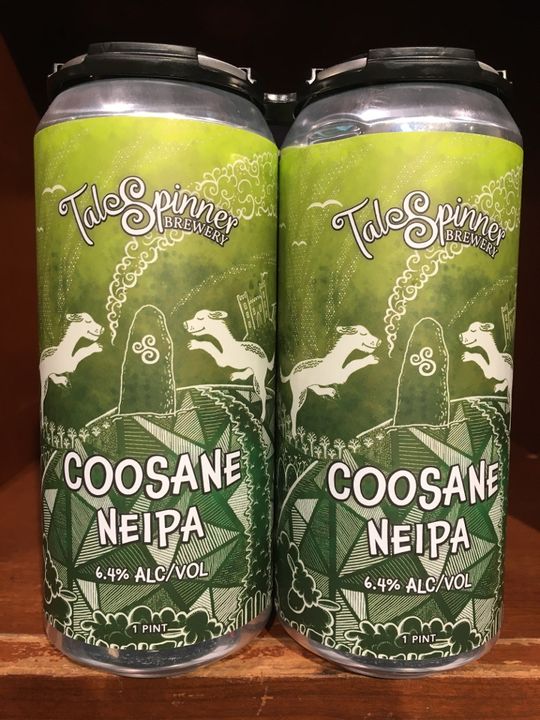 TaleSpinner
BREWERY
COOSANE
NEIPA
6.4% ALC/VOL
1 PINT
TaleSpinner
BREWERY
COOSANE
NEIPA
6.4% ALC/VOL
1 PINT